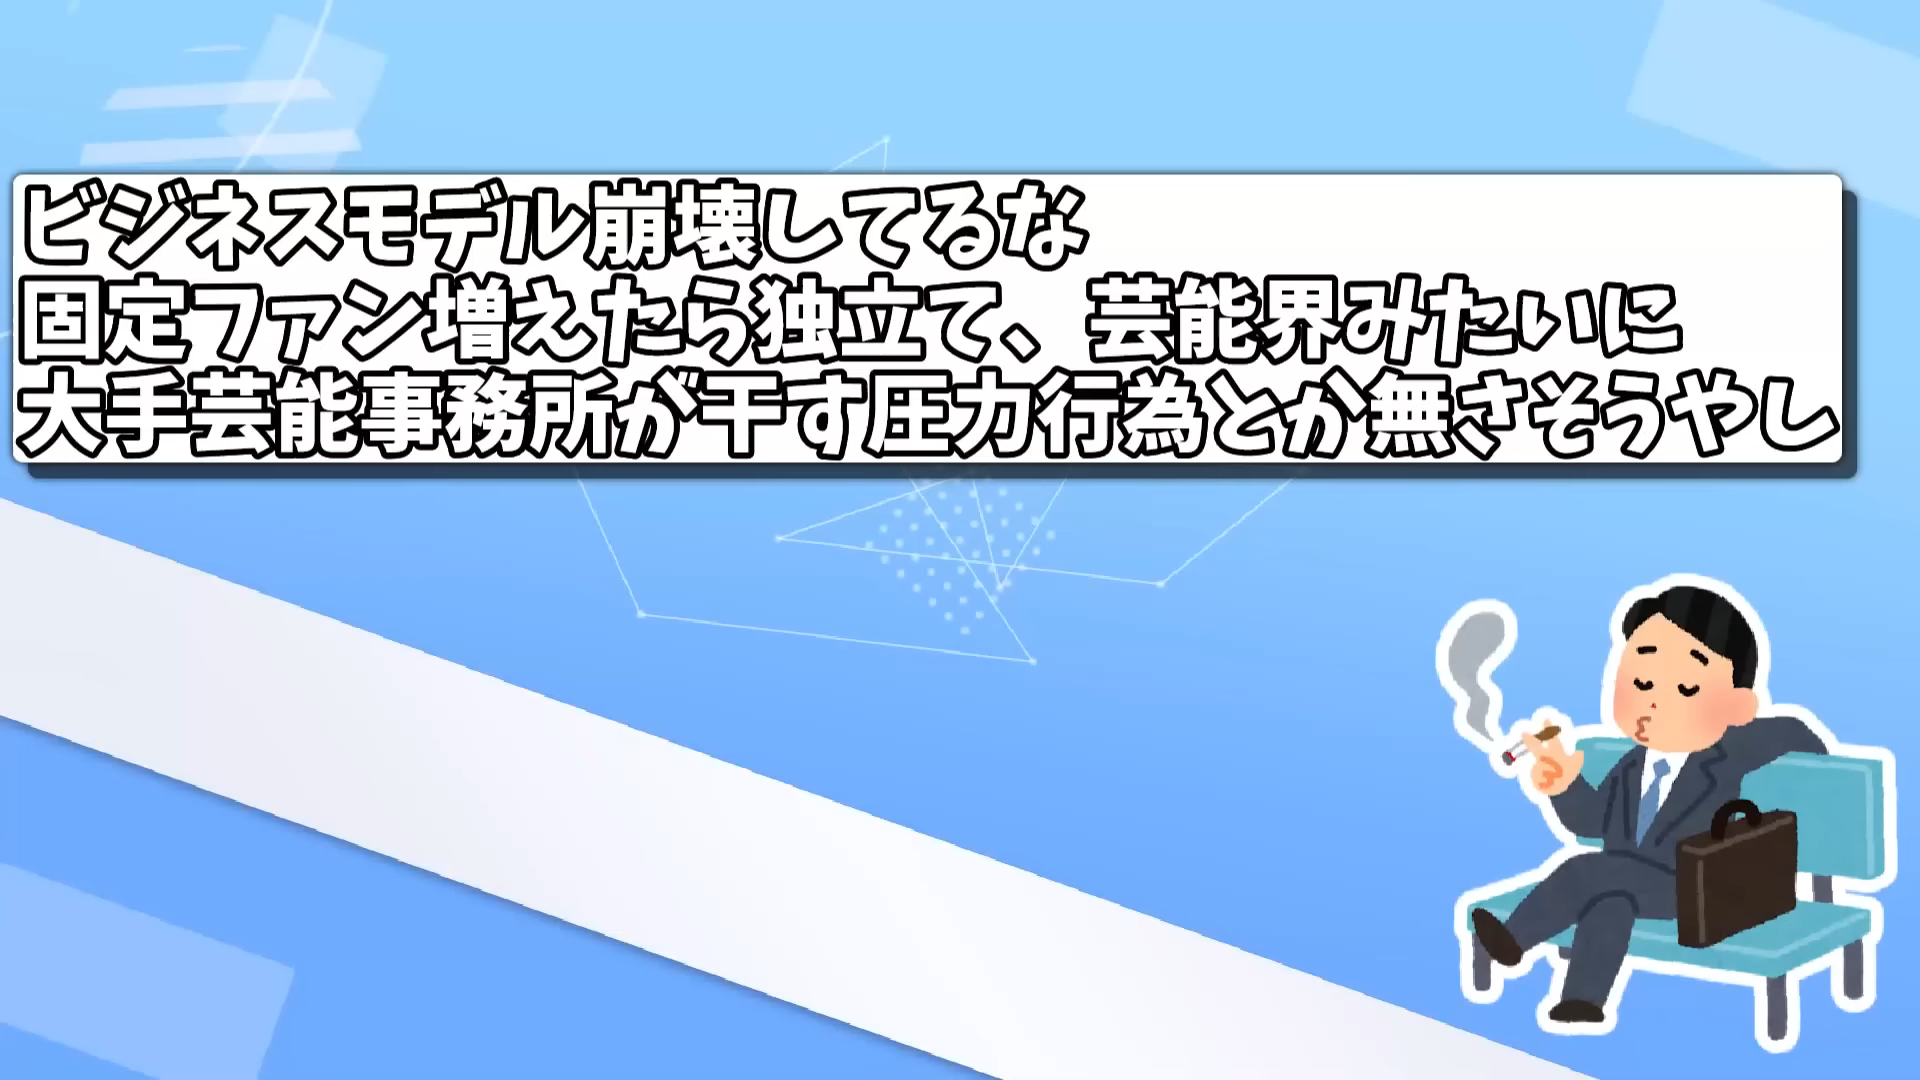 ビジネスモデル崩壊してるな
固定ファン増えたら独立て、芸能界みたいに
大手芸能事務所が干す圧力行為とか無さそうやし